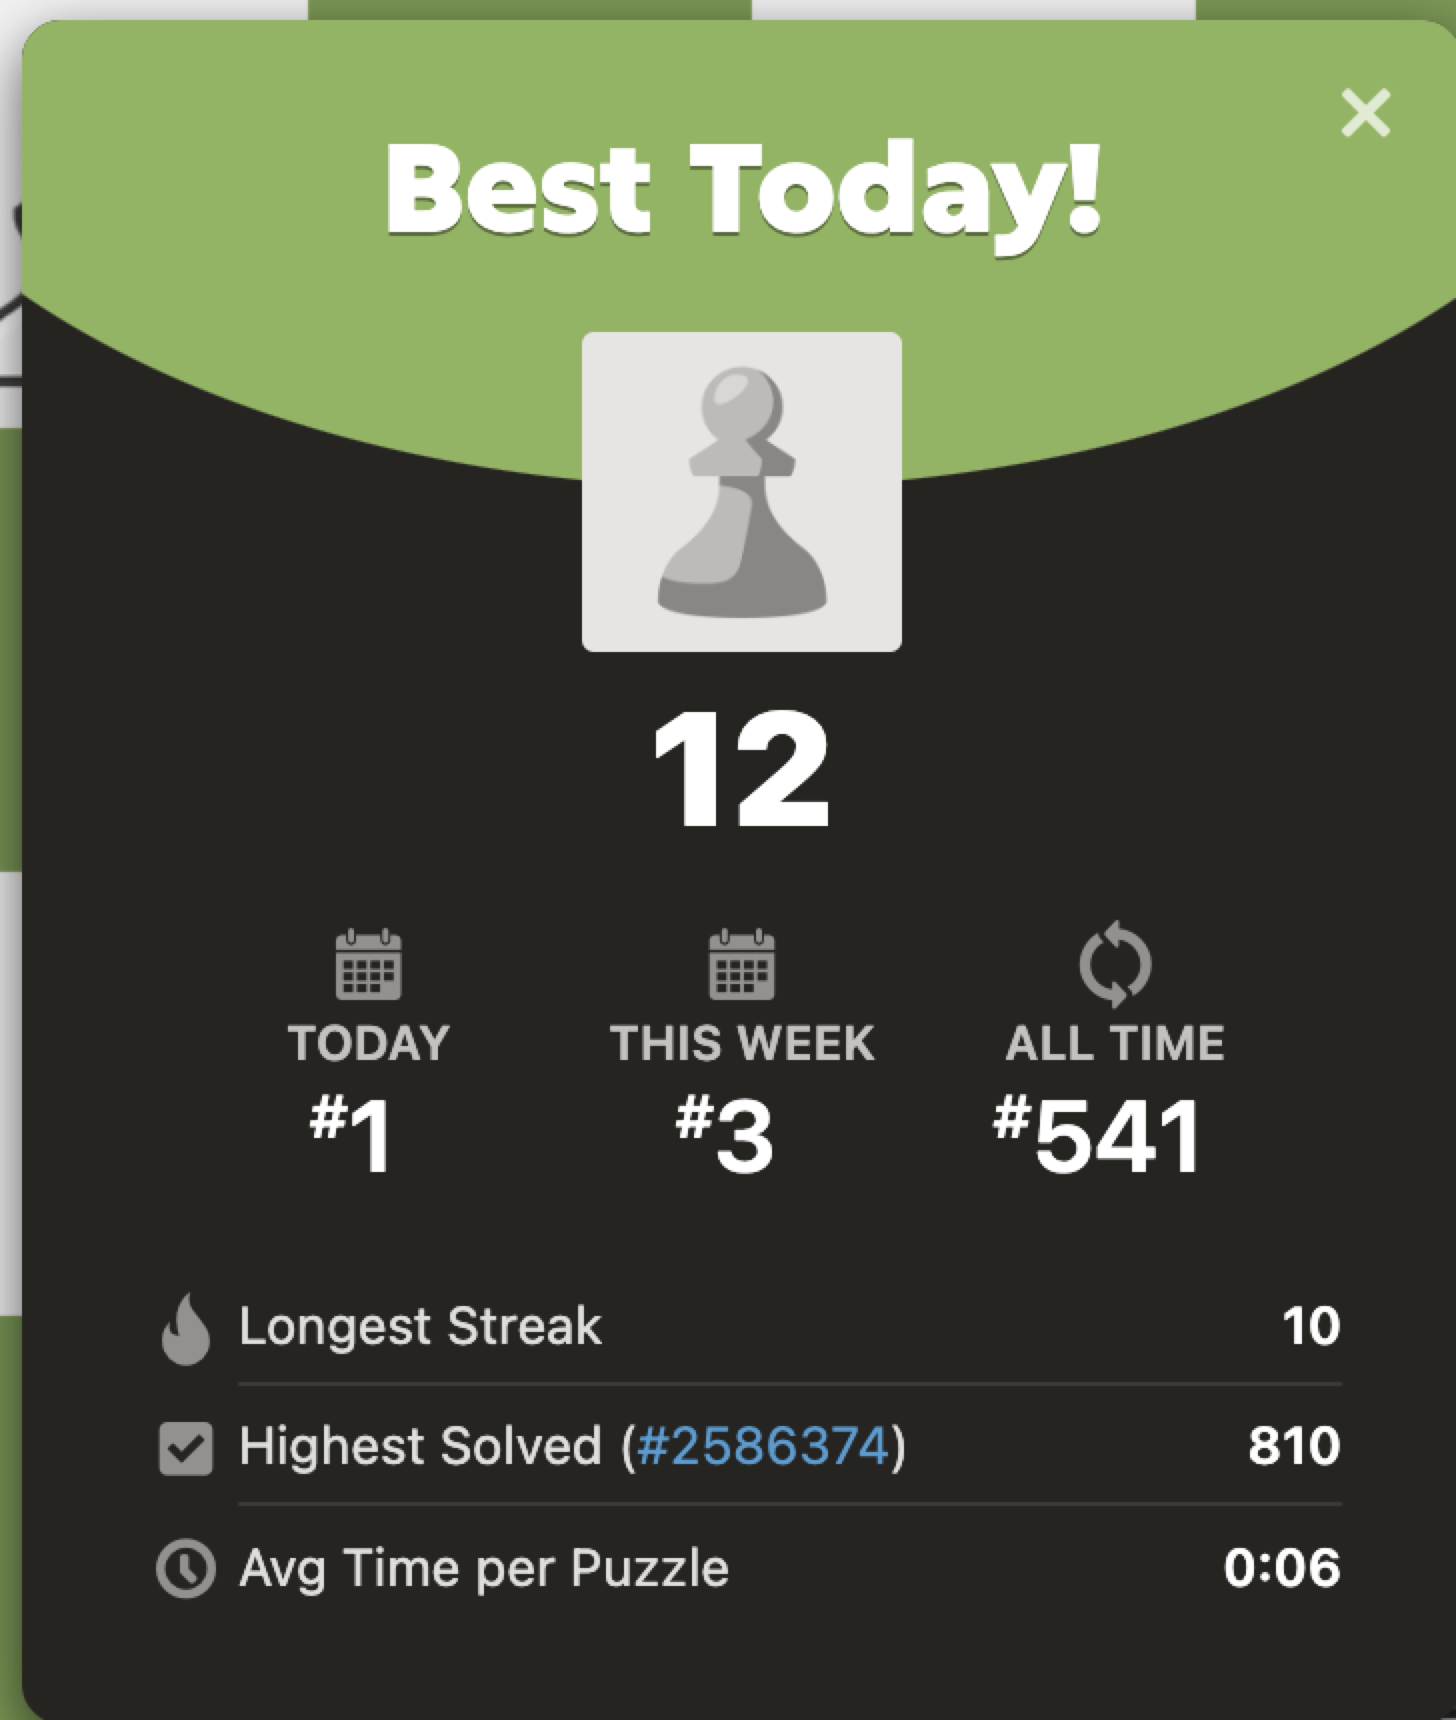 Best Today!
12
TODAY THIS WEEK ALL TIME
#1 #3 #541
Longest Streak 10
Highest Solved (#2586374) 810
Avg Time per Puzzle 0:06